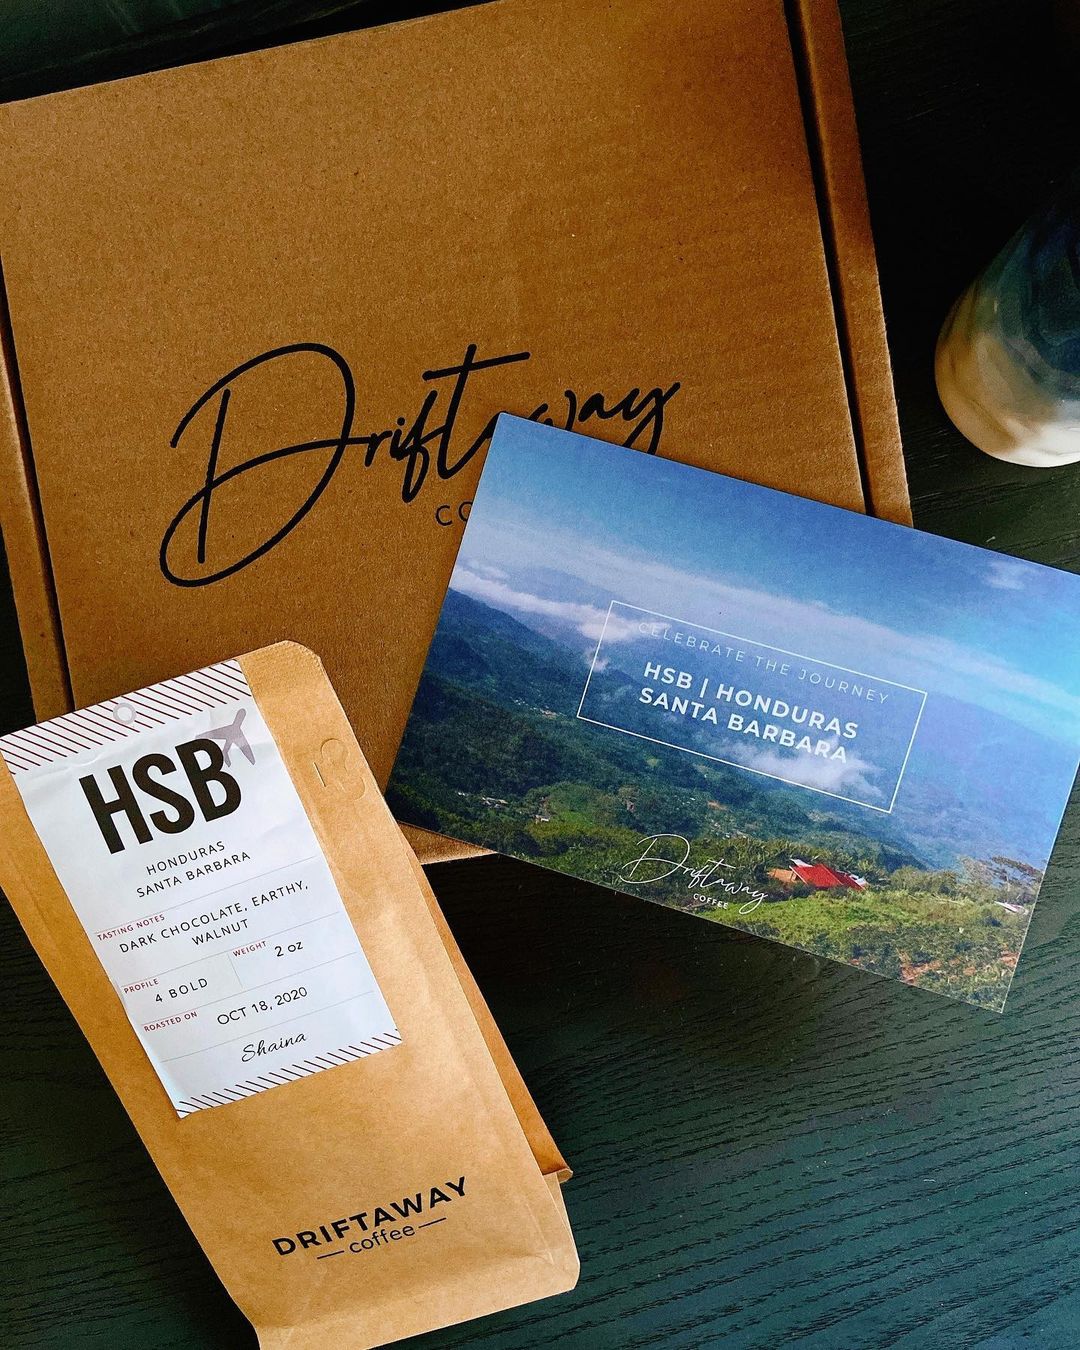 Driftaway
CO
CELEBRATE THE JOURNEY
HSB | HONDURAS
SANTA BARBARA
Driftaway
COFFEE
HSB
HONDURAS
SANTA BARBARA
TASTING NOTES
DARK CHOCOLATE, EARTHY,
WALNUT
PROFILE
4 BOLD
WEIGHT
2 oz
ROASTED ON
OCT 18, 2020
Shaina
DRIFTAWAY
coffee